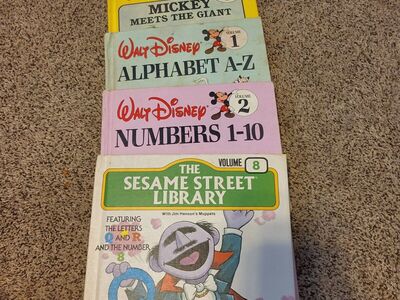 MICKEY
MEETS THE GIANT
WALT DISNEY
VOLUME
1
ALPHABET A-Z
WALT DISNEY
VOLUME
2
NUMBERS 1-10
THE
VOLUME 8
SESAME STREET
LIBRARY
With Jim Henson's Muppets
FEATURING
THE LETTERS
Q AND R
AND THE NUMBER
8